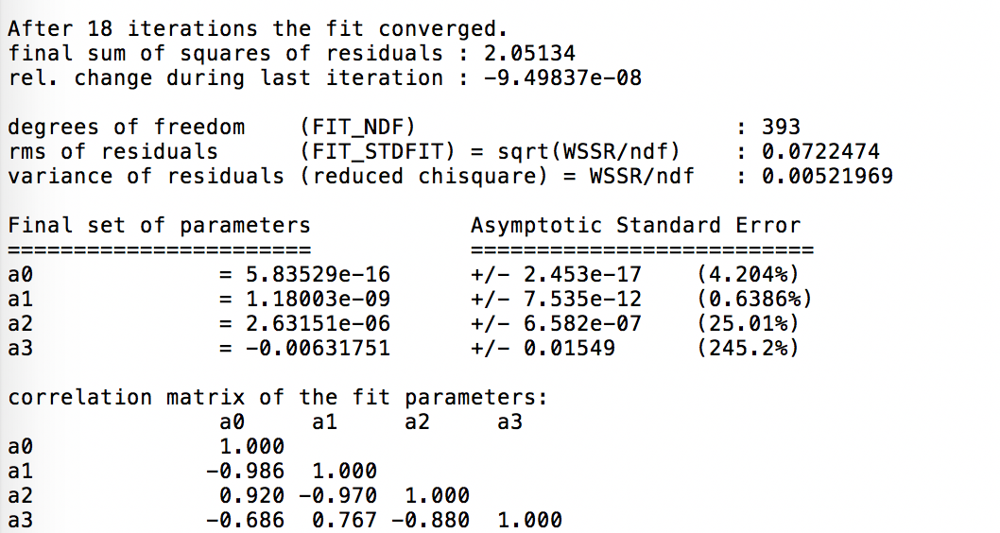 After 18 iterations the fit converged.
final sum of squares of residuals : 2.05134
rel. change during last iteration : -9.49837e-08
degrees of freedom    (FIT_NDF)                        : 393
rms of residuals      (FIT_STDFIT) = sqrt(WSSR/ndf)    : 0.0722474
variance of residuals (reduced chisquare) = WSSR/ndf   : 0.00521969
Final set of parameters            Asymptotic Standard Error
=======================            ==========================
a0              = 5.83529e-16      +/- 2.453e-17    (4.204%)
a1              = 1.18003e-09      +/- 7.535e-12    (0.6386%)
a2              = 2.63151e-06      +/- 6.582e-07    (25.01%)
a3              = -0.00631751      +/- 0.01549      (245.2%)
correlation matrix of the fit parameters:
                a0     a1     a2     a3
a0              1.000
a1             -0.986  1.000
a2              0.920 -0.970  1.000
a3             -0.686  0.767 -0.880  1.000